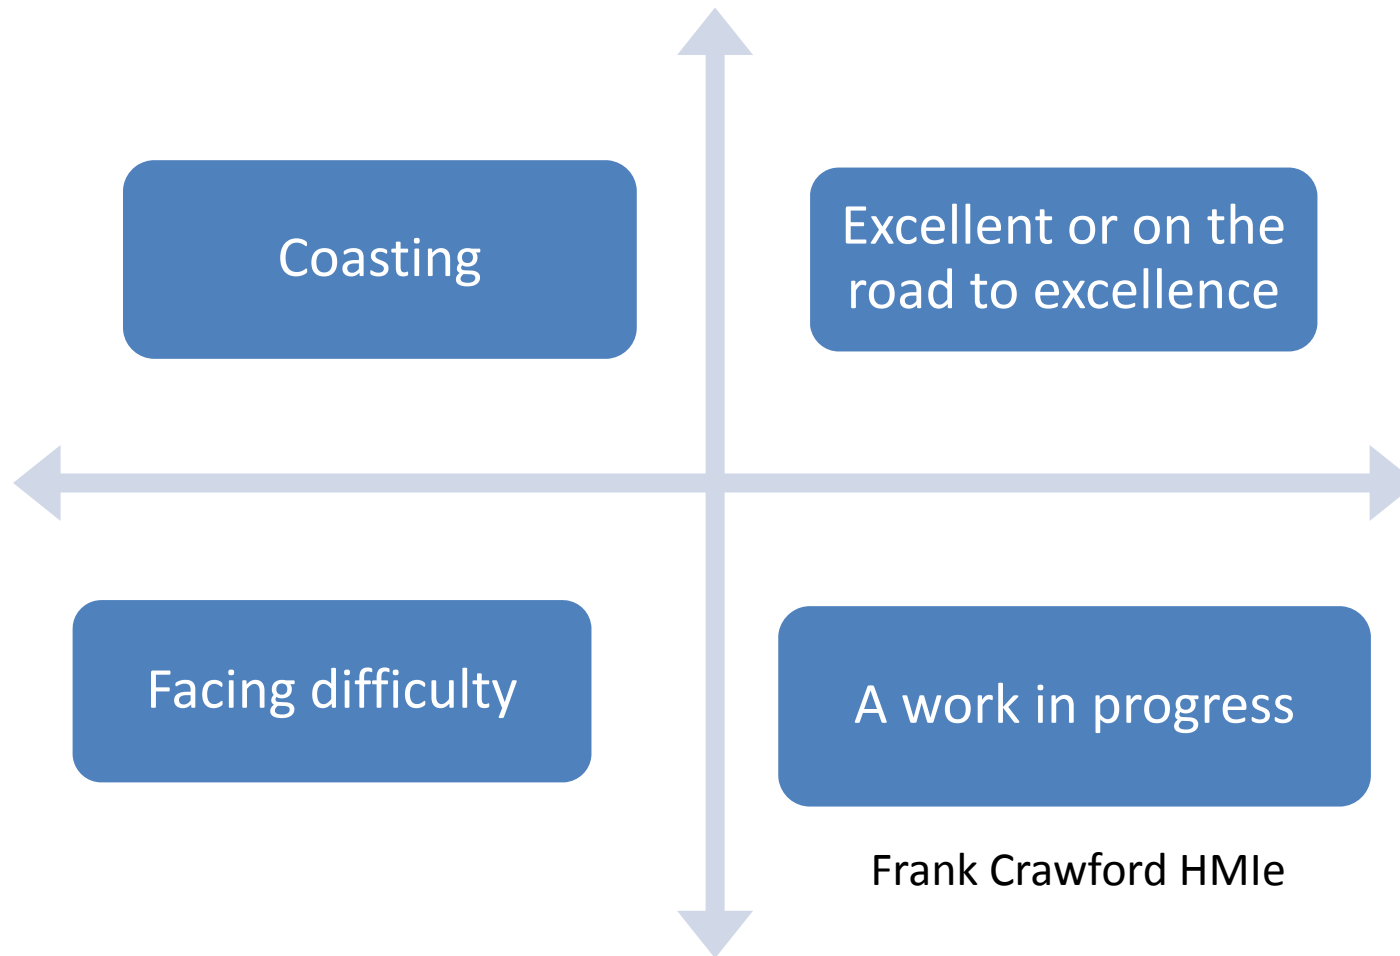 Coasting
Excellent or on the
road to excellence
Facing difficulty
A work in progress
Frank Crawford HMIe